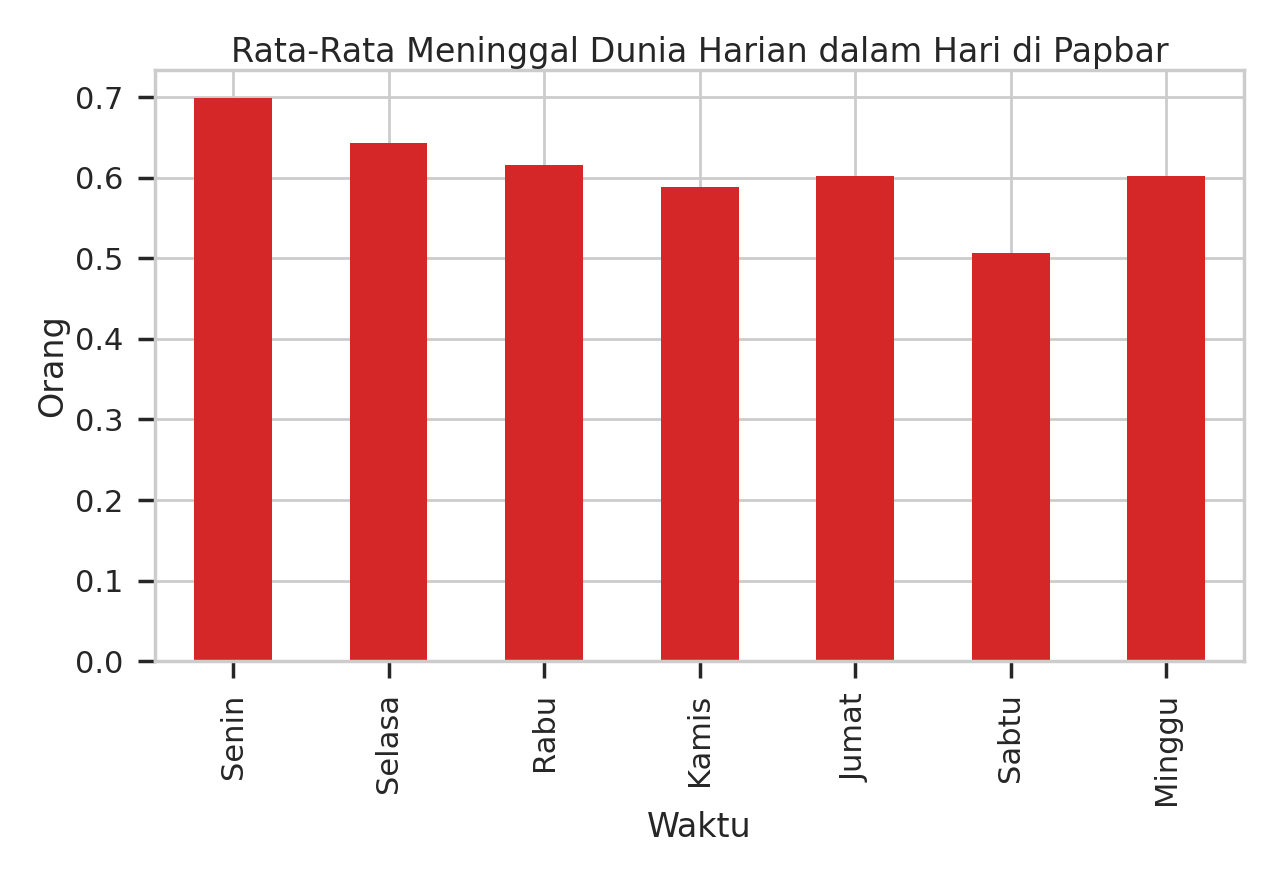 Rata-Rata Meninggal Dunia Harian dalam Hari di Papbar
0.7
0.6
0.5
0.4
0.3
0.2
0.1
0.0
Orang
Senin
Selasa
Rabu
Kamis
Jumat
Sabtu
Minggu
Waktu